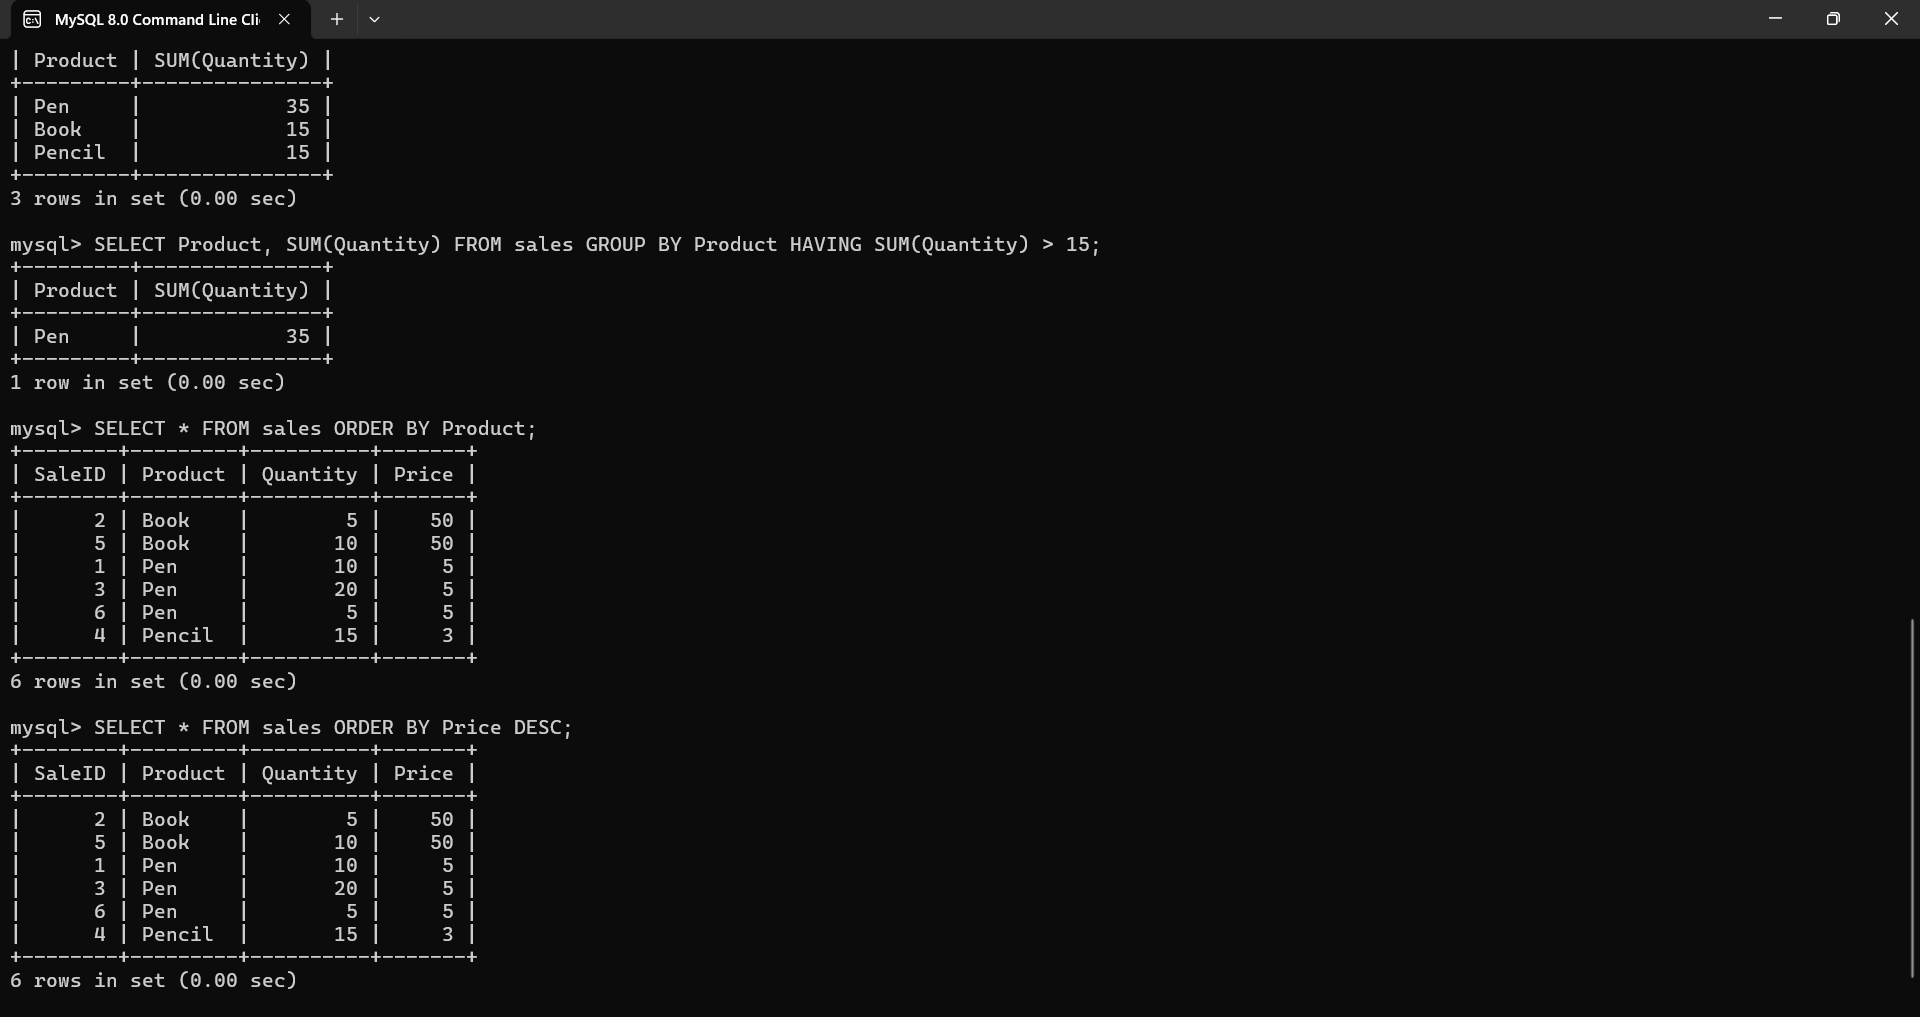 MySQL 8.0 Command Line Cli
| Product | SUM(Quantity) |
+---------+---------------+
| Pen     |            35 |
| Book    |            15 |
| Pencil  |            15 |
+---------+---------------+
3 rows in set (0.00 sec)
mysql> SELECT Product, SUM(Quantity) FROM sales GROUP BY Product HAVING SUM(Quantity) > 15;
+---------+---------------+
| Product | SUM(Quantity) |
+---------+---------------+
| Pen     |            35 |
+---------+---------------+
1 row in set (0.00 sec)
mysql> SELECT * FROM sales ORDER BY Product;
+--------+---------+----------+-------+
| SaleID | Product | Quantity | Price |
+--------+---------+----------+-------+
|      2 | Book    |        5 |    50 |
|      5 | Book    |       10 |    50 |
|      1 | Pen     |       10 |     5 |
|      3 | Pen     |       20 |     5 |
|      6 | Pen     |        5 |     5 |
|      4 | Pencil  |       15 |     3 |
+--------+---------+----------+-------+
6 rows in set (0.00 sec)
mysql> SELECT * FROM sales ORDER BY Price DESC;
+--------+---------+----------+-------+
| SaleID | Product | Quantity | Price |
+--------+---------+----------+-------+
|      2 | Book    |        5 |    50 |
|      5 | Book    |       10 |    50 |
|      1 | Pen     |       10 |     5 |
|      3 | Pen     |       20 |     5 |
|      6 | Pen     |        5 |     5 |
|      4 | Pencil  |       15 |     3 |
+--------+---------+----------+-------+
6 rows in set (0.00 sec)